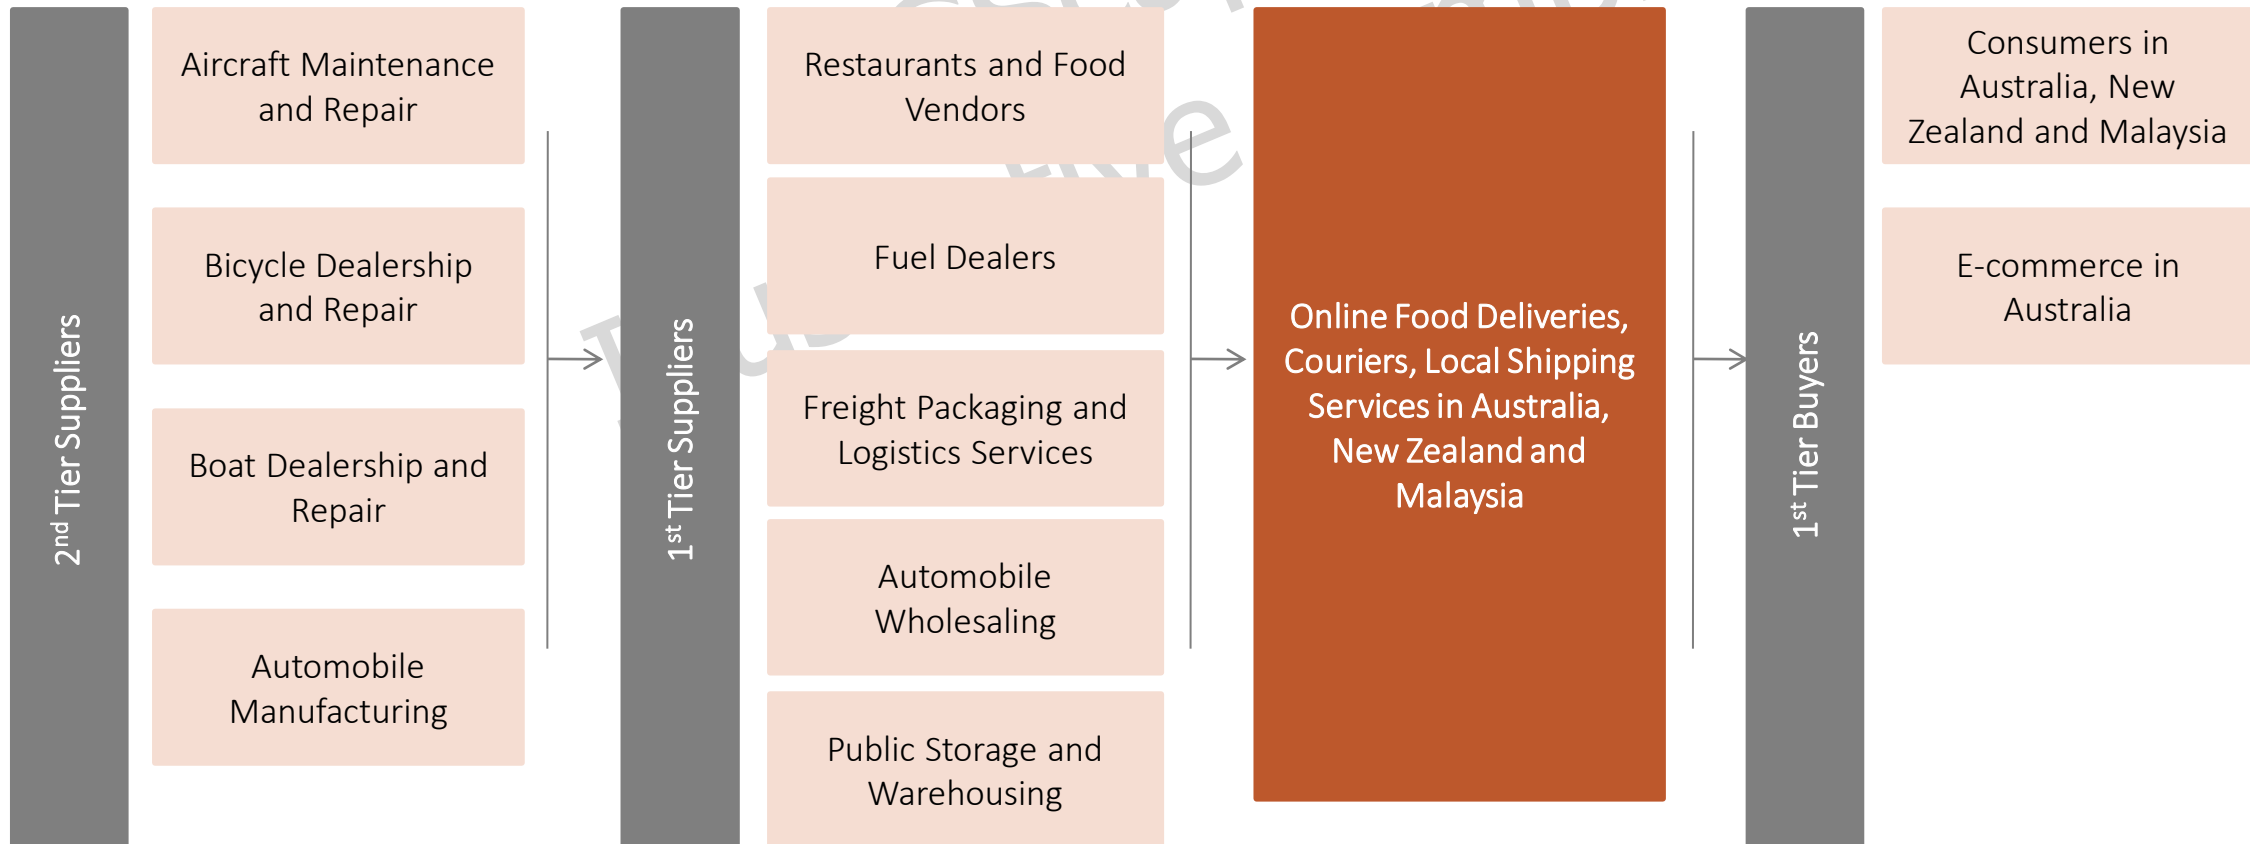 2nd Tier Suppliers
Aircraft Maintenance
and Repair
Bicycle Dealership
and Repair
Boat Dealership and
Repair
Automobile
Manufacturing
1st Tier Suppliers
Restaurants and Food
Vendors
Fuel Dealers
Freight Packaging and
Logistics Services
Automobile
Wholesaling
Public Storage and
Warehousing
Online Food Deliveries,
Couriers, Local Shipping
Services in Australia,
New Zealand and
Malaysia
1st Tier Buyers
Consumers in
Australia, New
Zealand and Malaysia
E-commerce in
Australia